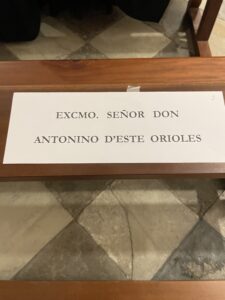 EXCMO. SEÑOR DON
ANTONINO D'ESTE ORIOLES